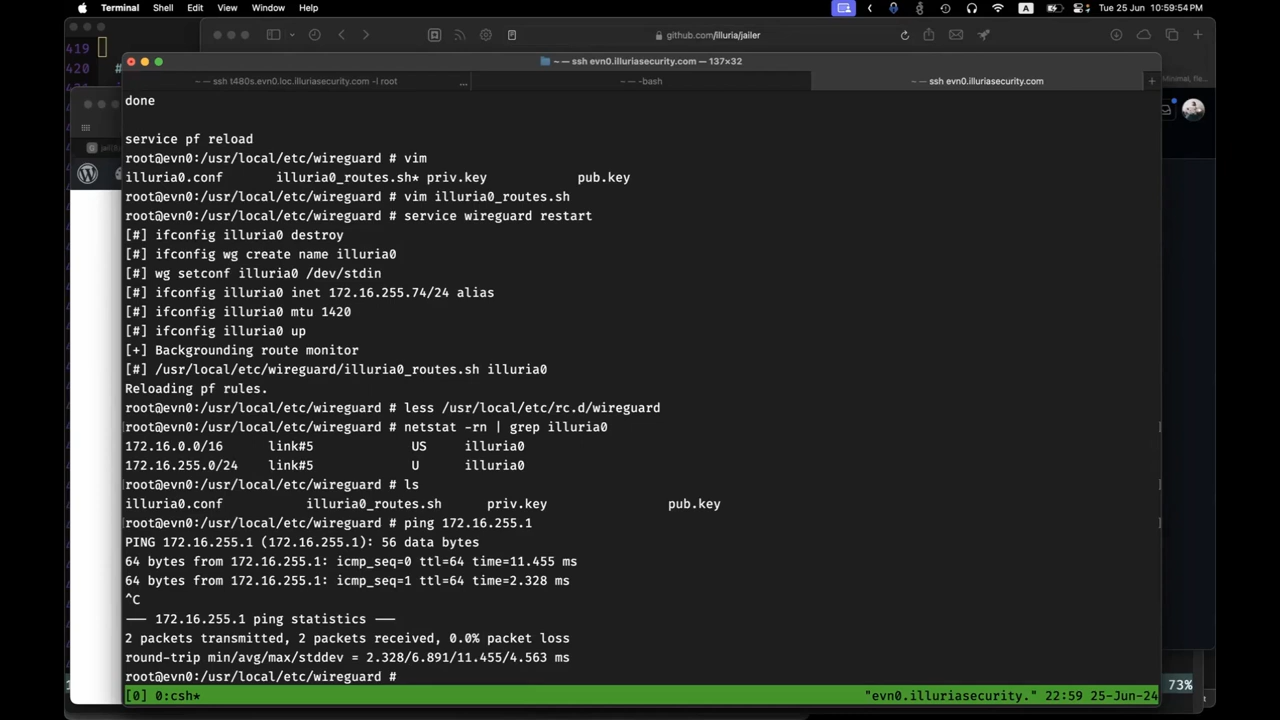 Terminal Shell Edit View Window Help A Tue 25 Jun 10:59:54 PM
419
github.com/illuria/jailer
420 #
~ — ssh evn0.illuriasecurity.com — 137×32
~ — ssh t480s.evn0.loc.illuriasecurity.com -l root ... ~ — -bash ~ — ssh evn0.illuriasecurity.com +
done
service pf reload
root@evn0:/usr/local/etc/wireguard # vim
illuria0.conf illuria0_routes.sh* priv.key pub.key
root@evn0:/usr/local/etc/wireguard # vim illuria0_routes.sh
root@evn0:/usr/local/etc/wireguard # service wireguard restart
[#] ifconfig illuria0 destroy
[#] ifconfig wg create name illuria0
[#] wg setconf illuria0 /dev/stdin
[#] ifconfig illuria0 inet 172.16.255.74/24 alias
[#] ifconfig illuria0 mtu 1420
[#] ifconfig illuria0 up
[+] Backgrounding route monitor
[#] /usr/local/etc/wireguard/illuria0_routes.sh illuria0
Reloading pf rules.
root@evn0:/usr/local/etc/wireguard # less /usr/local/etc/rc.d/wireguard
root@evn0:/usr/local/etc/wireguard # netstat -rn | grep illuria0
172.16.0.0/16 link#5 US illuria0
172.16.255.0/24 link#5 U illuria0
root@evn0:/usr/local/etc/wireguard # ls
illuria0.conf illuria0_routes.sh priv.key pub.key
root@evn0:/usr/local/etc/wireguard # ping 172.16.255.1
PING 172.16.255.1 (172.16.255.1): 56 data bytes
64 bytes from 172.16.255.1: icmp_seq=0 ttl=64 time=11.455 ms
64 bytes from 172.16.255.1: icmp_seq=1 ttl=64 time=2.328 ms
^C
--- 172.16.255.1 ping statistics ---
2 packets transmitted, 2 packets received, 0.0% packet loss
round-trip min/avg/max/stddev = 2.328/6.891/11.455/4.563 ms
root@evn0:/usr/local/etc/wireguard #
[0] 0:csh* "evn0.illuriasecurity." 22:59 25-Jun-24
73%